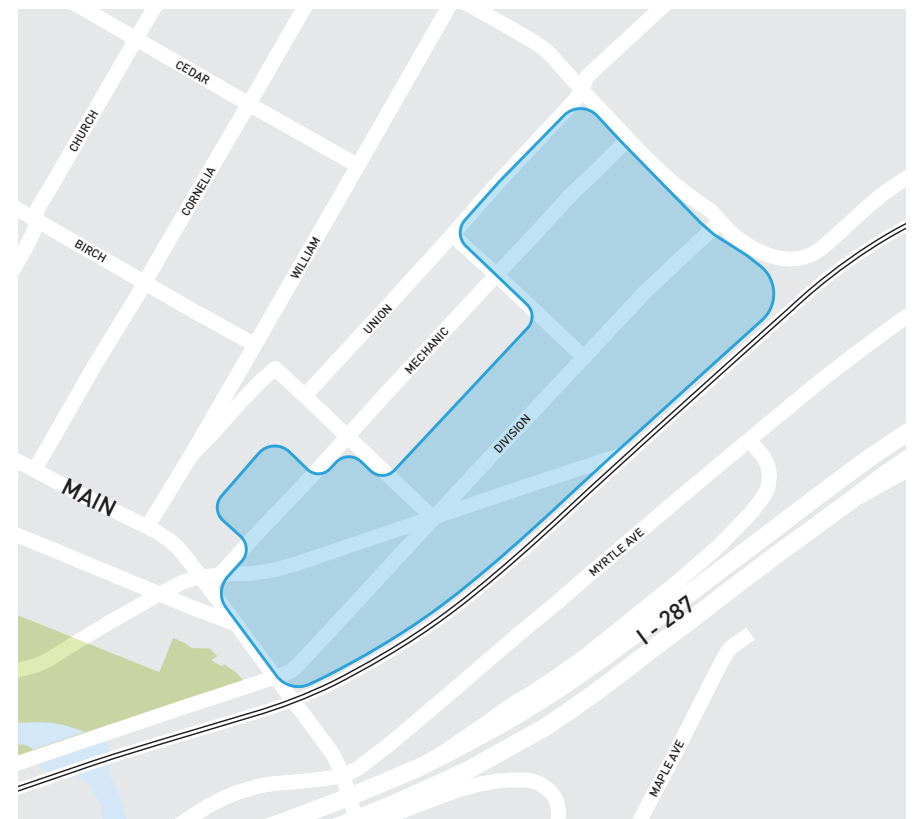 CEDAR
CHURCH
CORNELIA
BIRCH
WILLIAM
UNION
MECHANIC
DIVISION
MAIN
MYRTLE AVE
I - 287
MAPLE AVE